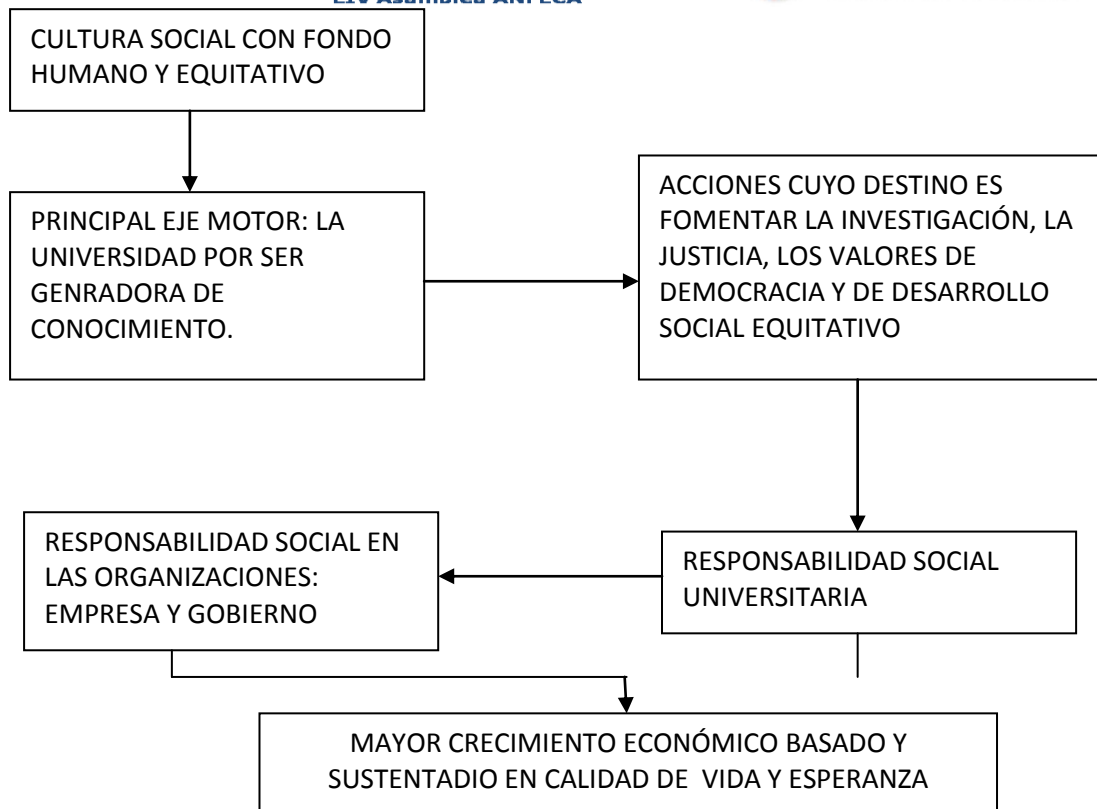 CULTURA SOCIAL CON FONDO
HUMANO Y EQUITATIVO
PRINCIPAL EJE MOTOR: LA
UNIVERSIDAD POR SER
GENRADORA DE
CONOCIMIENTO.
ACCIONES CUYO DESTINO ES
FOMENTAR LA INVESTIGACIÓN, LA
JUSTICIA, LOS VALORES DE
DEMOCRACIA Y DE DESARROLLO
SOCIAL EQUITATIVO
RESPONSABILIDAD SOCIAL
UNIVERSITARIA
RESPONSABILIDAD SOCIAL EN
LAS ORGANIZACIONES:
EMPRESA Y GOBIERNO
MAYOR CRECIMIENTO ECONÓMICO BASADO Y
SUSTENTADIO EN CALIDAD DE VIDA Y ESPERANZA